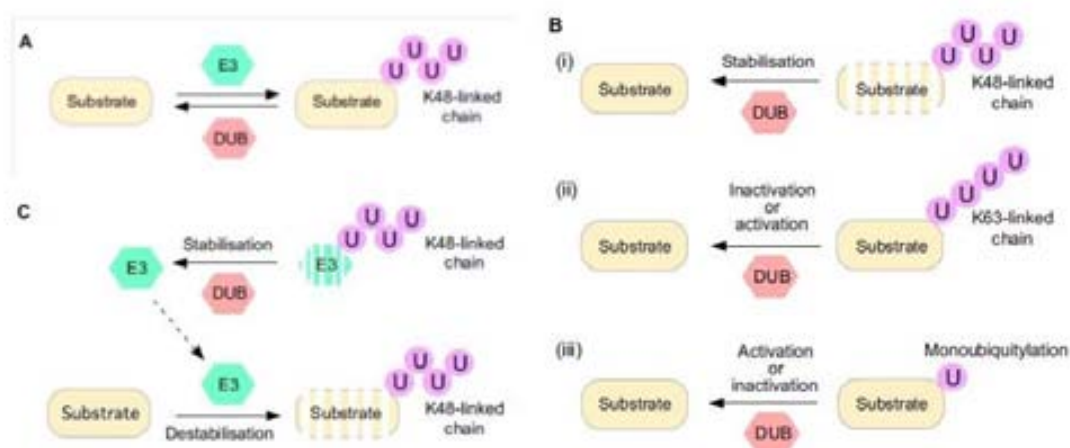 A
E3
Substrate
DUB
Substrate
U U U U U
K48-linked
chain
B
(i)
Substrate
Stabilisation
DUB
Substrate
U U U U U
K48-linked
chain
(ii)
Substrate
Inactivation
or
activation
DUB
Substrate
U U U U
K63-linked
chain
(iii)
Substrate
Activation
or
inactivation
DUB
Substrate
Monoubiquitylation
U
C
E3
Stabilisation
DUB
E3
U U U U U
K48-linked
chain
Substrate
E3
Destabilisation
Substrate
U U U U U
K48-linked
chain